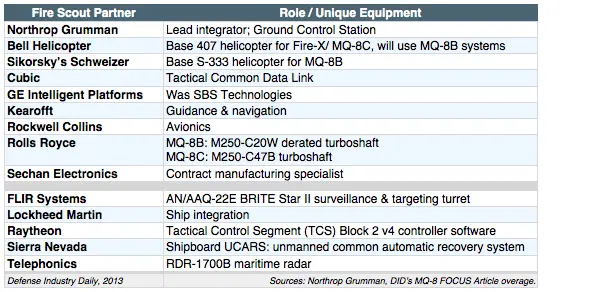 Fire Scout Partner Role / Unique Equipment
Northrop Grumman Lead integrator; Ground Control Station
Bell Helicopter Base 407 helicopter for Fire-X/ MQ-8C, will use MQ-8B systems
Sikorsky's Schweizer Base S-333 helicopter for MQ-8B
Cubic Tactical Common Data Link
GE Intelligent Platforms Was SBS Technologies
Kearofft Guidance & navigation
Rockwell Collins Avionics
Rolls Royce MQ-8B: M250-C20W derated turboshaft
MQ-8C: M250-C47B turboshaft
Sechan Electronics Contract manufacturing specialist
FLIR Systems AN/AAQ-22E BRITE Star II surveillance & targeting turret
Lockheed Martin Ship integration
Raytheon Tactical Control Segment (TCS) Block 2 v4 controller software
Sierra Nevada Shipboard UCARS: unmanned common automatic recovery system
Telephonics RDR-1700B maritime radar
Defense Industry Daily, 2013 Sources: Northrop Grumman, DID's MQ-8 FOCUS Article overage.